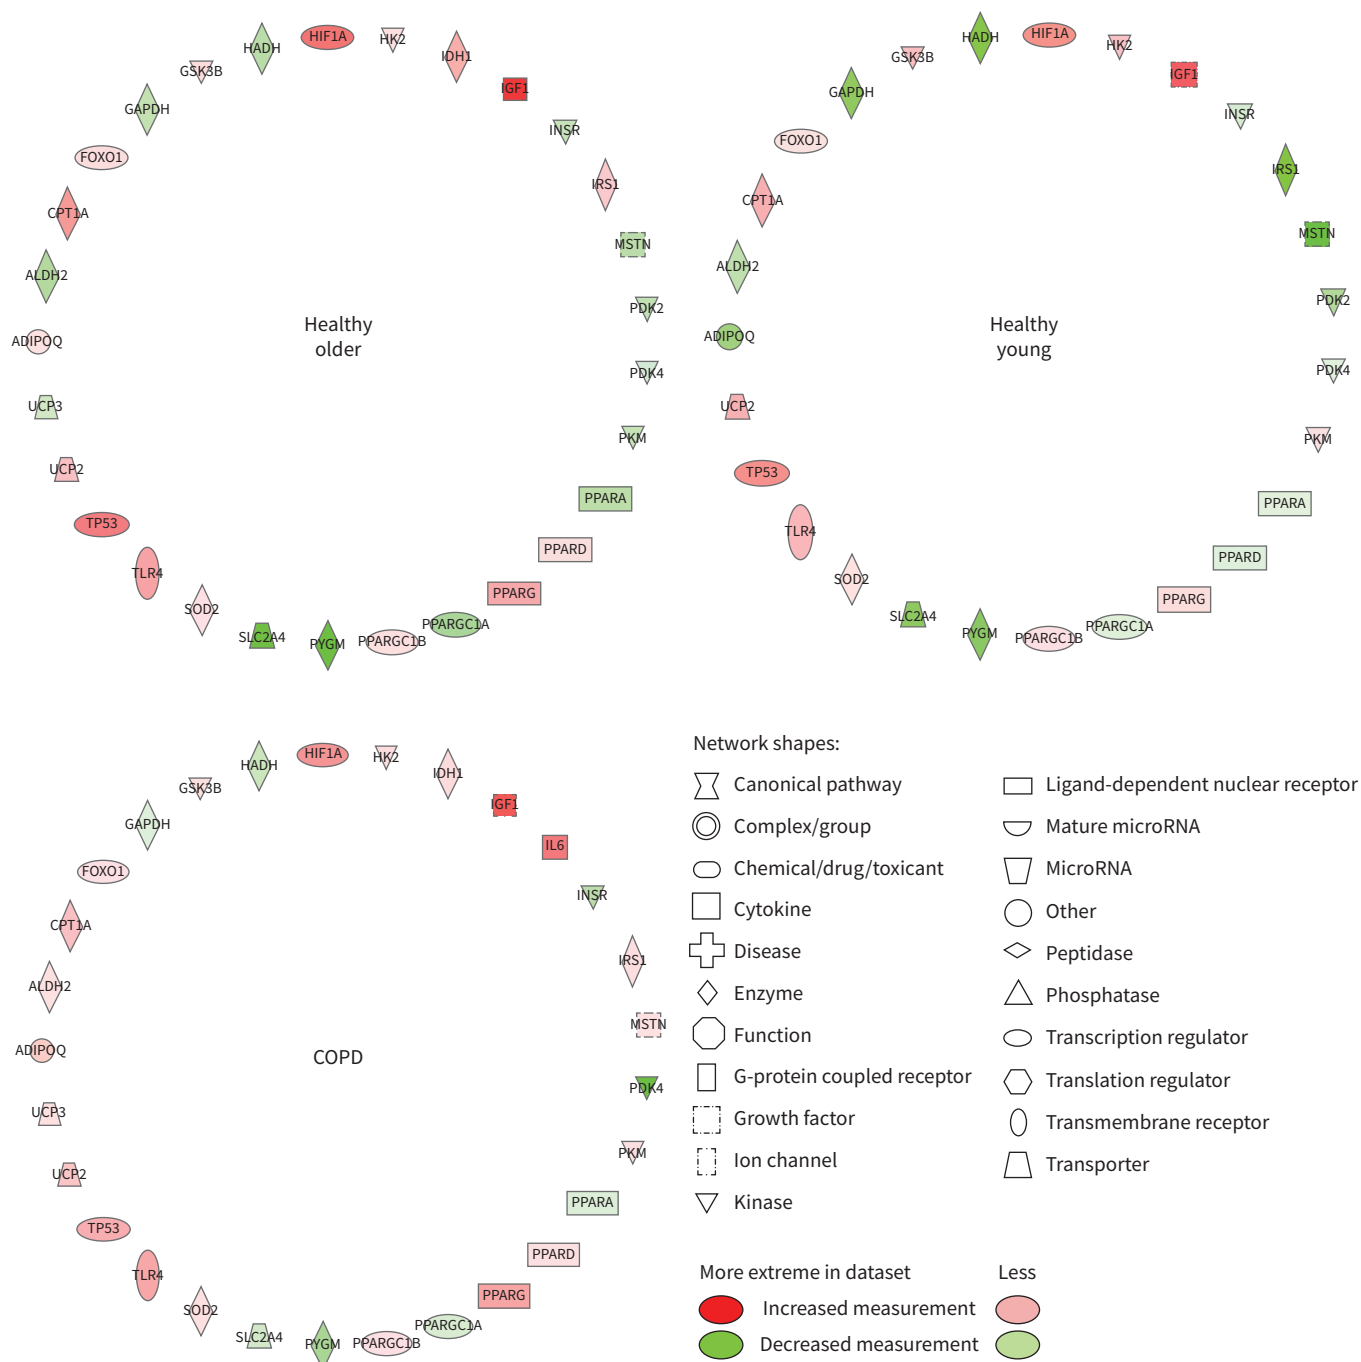 HIF1A
HK2
HADH
IDH1
GSK3B
IGF1
GAPDH
INSR
FOXO1
IRS1
CPT1A
MSTN
ALDH2
PDK2
Healthy
older
ADIPOQ
PDK4
UCP3
PKM
UCP2
PPARA
TP53
PPARD
TLR4
PPARG
SOD2
PPARGC1A
SLC2A4
PYGM
PPARGC1B
HIF1A
HADH
HK2
GSK3B
IGF1
GAPDH
INSR
FOXO1
IRS1
CPT1A
MSTN
ALDH2
PDK2
Healthy
young
ADIPOQ
PDK4
UCP2
PKM
TP53
PPARA
TLR4
PPARD
SOD2
PPARG
SLC2A4
PPARGC1A
PYGM
PPARGC1B
HIF1A
HK2
HADH
IDH1
GSK3B
IGF1
GAPDH
IL6
FOXO1
INSR
CPT1A
IRS1
ALDH2
MSTN
ADIPOQ
COPD
PDK4
UCP3
PKM
UCP2
PPARA
TP53
PPARD
TLR4
PPARG
SOD2
PPARGC1A
SLC2A4
PYGM
PPARGC1B
Network shapes:
Canonical pathway
Complex/group
Chemical/drug/toxicant
Cytokine
Disease
Enzyme
Function
G-protein coupled receptor
Growth factor
Ion channel
Kinase
Ligand-dependent nuclear receptor
Mature microRNA
MicroRNA
Other
Peptidase
Phosphatase
Transcription regulator
Translation regulator
Transmembrane receptor
Transporter
More extreme in dataset
Less
Increased measurement
Decreased measurement